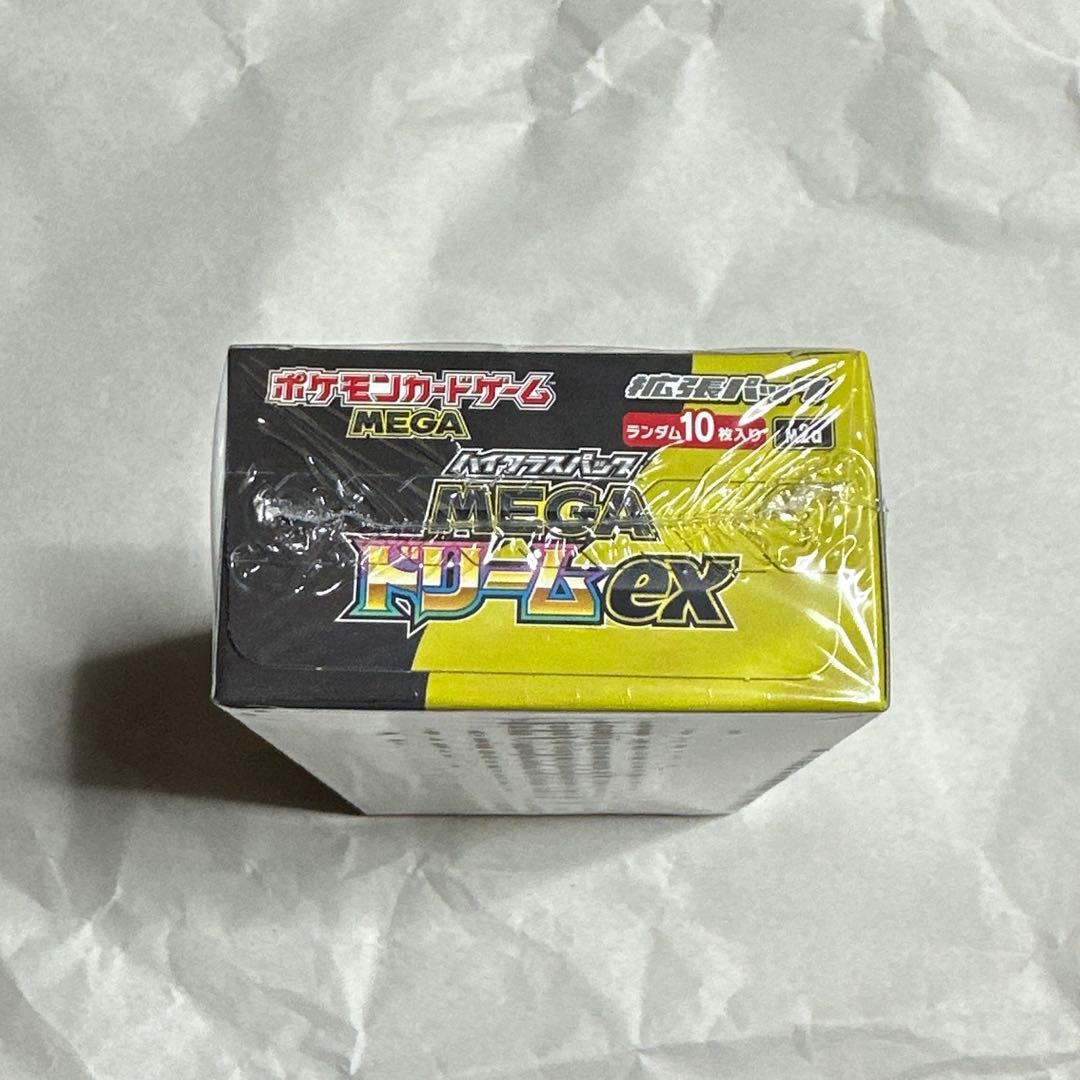 ポケモンカードゲーム
MEGA
拡張パック
ランダム10枚入り M2a
ハイクラスパック
MEGA
ドリームex